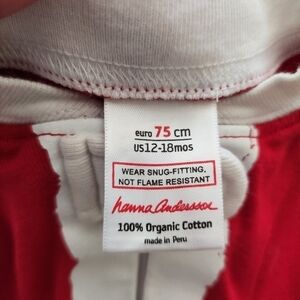 euro 75 cm
US12-18mos
WEAR SNUG-FITTING,
NOT FLAME RESISTANT
hanna Andersson
100% Organic Cotton
made in Peru